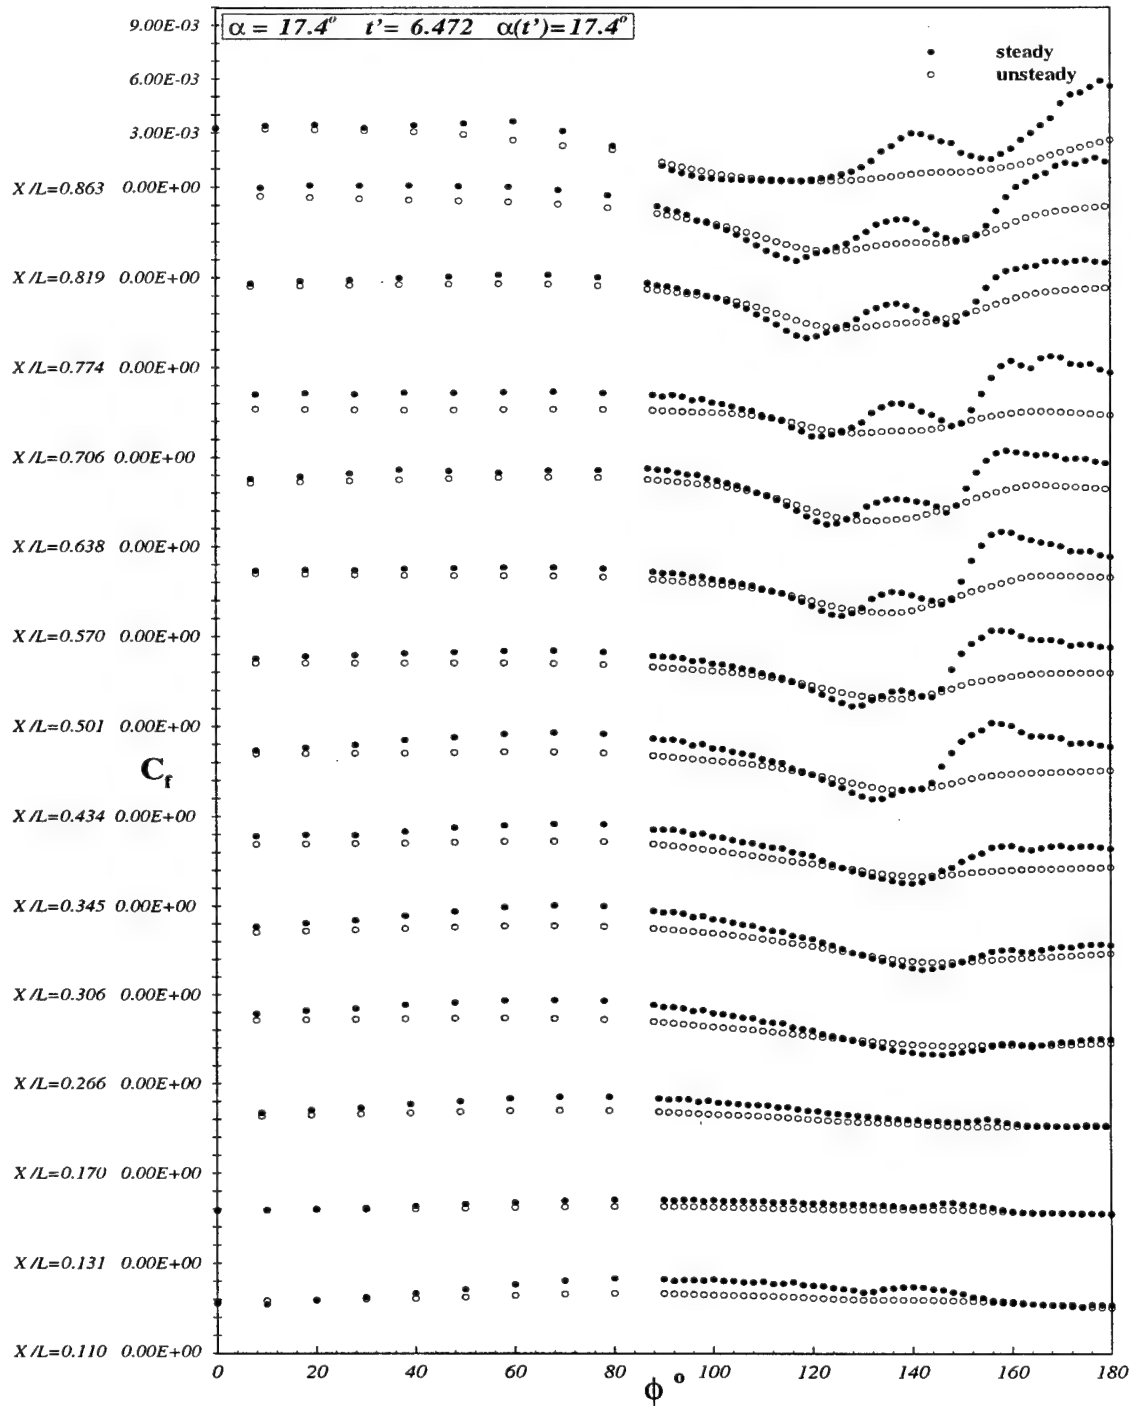 9.00E-03
α = 17.4° t'= 6.472 α(t')=17.4°
steady
6.00E-03
unsteady
3.00E-03
X/L=0.863 0.00E+00
X/L=0.819 0.00E+00
X/L=0.774 0.00E+00
X/L=0.706 0.00E+00
X/L=0.638 0.00E+00
X/L=0.570 0.00E+00
X/L=0.501 0.00E+00
C_f
X/L=0.434 0.00E+00
X/L=0.345 0.00E+00
X/L=0.306 0.00E+00
X/L=0.266 0.00E+00
X/L=0.170 0.00E+00
X/L=0.131 0.00E+00
X/L=0.110 0.00E+00
0 20 40 60 80 100 120 140 160 180
ϕ °